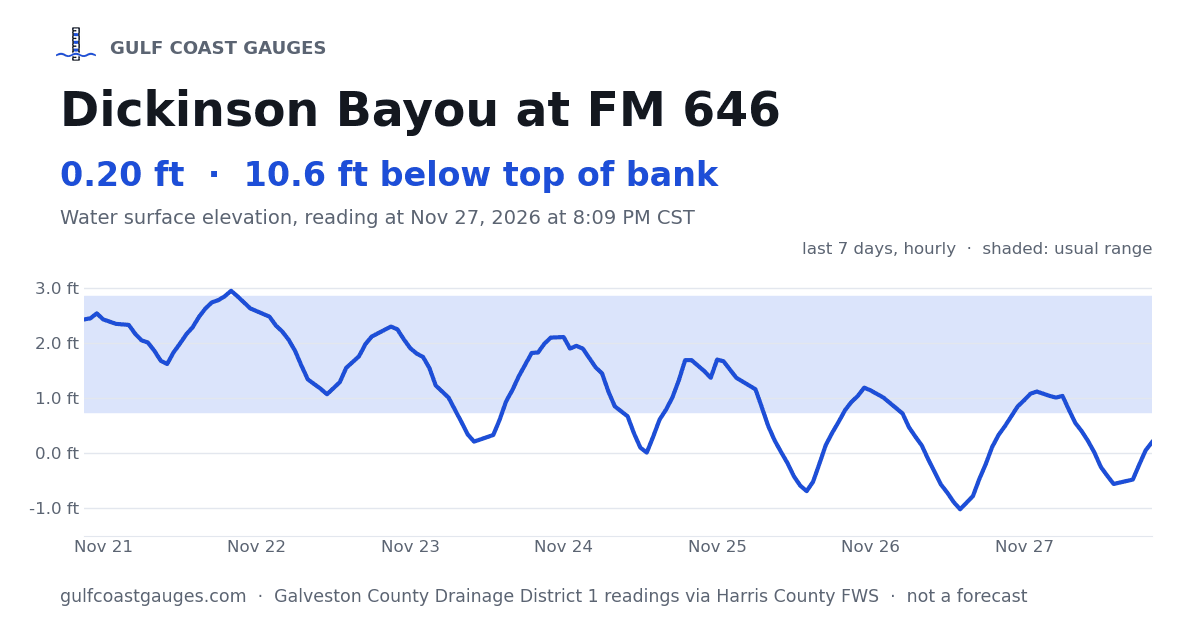 GULF COAST GAUGES
Dickinson Bayou at FM 646
0.20 ft · 10.6 ft below top of bank
Water surface elevation, reading at Nov 27, 2026 at 8:09 PM CST
last 7 days, hourly · shaded: usual range
3.0 ft
2.0 ft
1.0 ft
0.0 ft
-1.0 ft
Nov 21 Nov 22 Nov 23 Nov 24 Nov 25 Nov 26 Nov 27
gulfcoastgauges.com · Galveston County Drainage District 1 readings via Harris County FWS · not a forecast